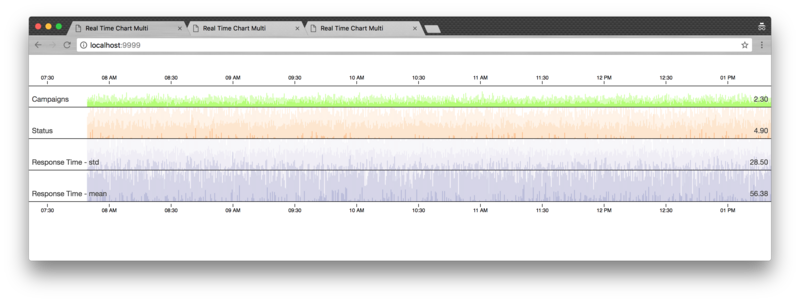 Real Time Chart Multi × Real Time Chart Multi × Real Time Chart Multi ×
localhost:9999
07:30 08 AM 08:30 09 AM 09:30 10 AM 10:30 11 AM 11:30 12 PM 12:30 01 PM
Campaigns 2.30
Status 4.90
Response Time - std 28.50
Response Time - mean 56.38
07:30 08 AM 08:30 09 AM 09:30 10 AM 10:30 11 AM 11:30 12 PM 12:30 01 PM